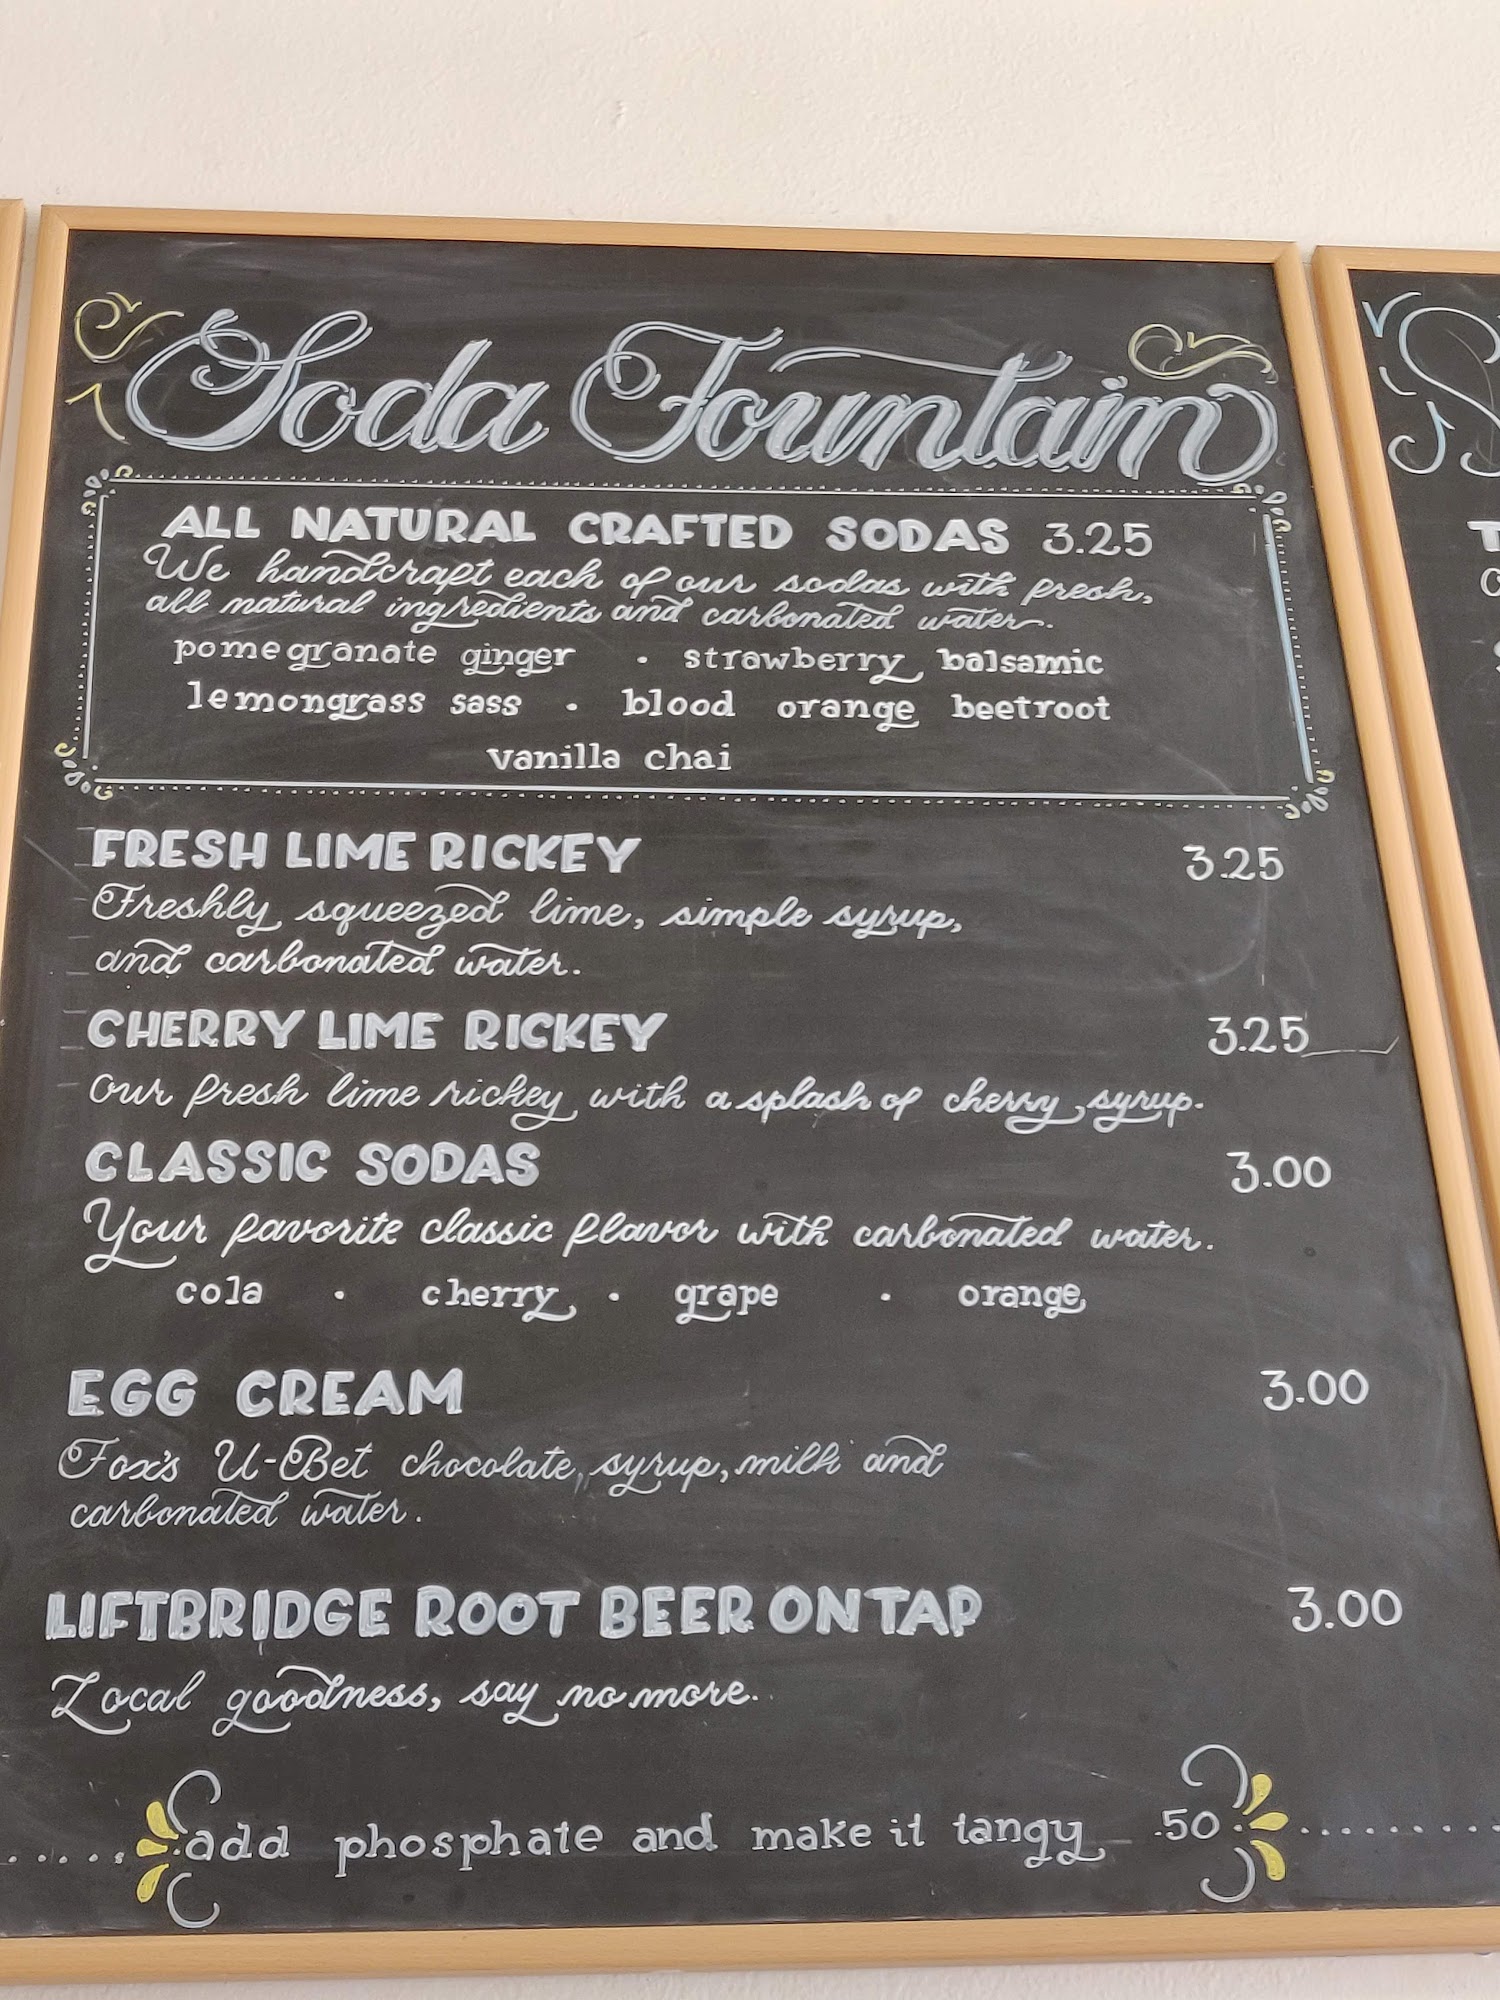 Soda Fountain
ALL NATURAL CRAFTED SODAS 3.25
We handcraft each of our sodas with fresh,
all natural ingredients and carbonated water.
pomegranate ginger · strawberry balsamic
lemongrass sass · blood orange beetroot
vanilla chai
FRESH LIME RICKEY 3.25
Freshly squeezed lime, simple syrup,
and carbonated water.
CHERRY LIME RICKEY 3.25
our fresh lime rickey with a splash of cherry syrup.
CLASSIC SODAS 3.00
Your favorite classic flavor with carbonated water.
cola · cherry · grape · orange
EGG CREAM 3.00
Fox's U-Bet chocolate, syrup, milk and
carbonated water.
LIFTBRIDGE ROOT BEER ON TAP 3.00
Local goodness, say no more.
add phosphate and make it tangy .50